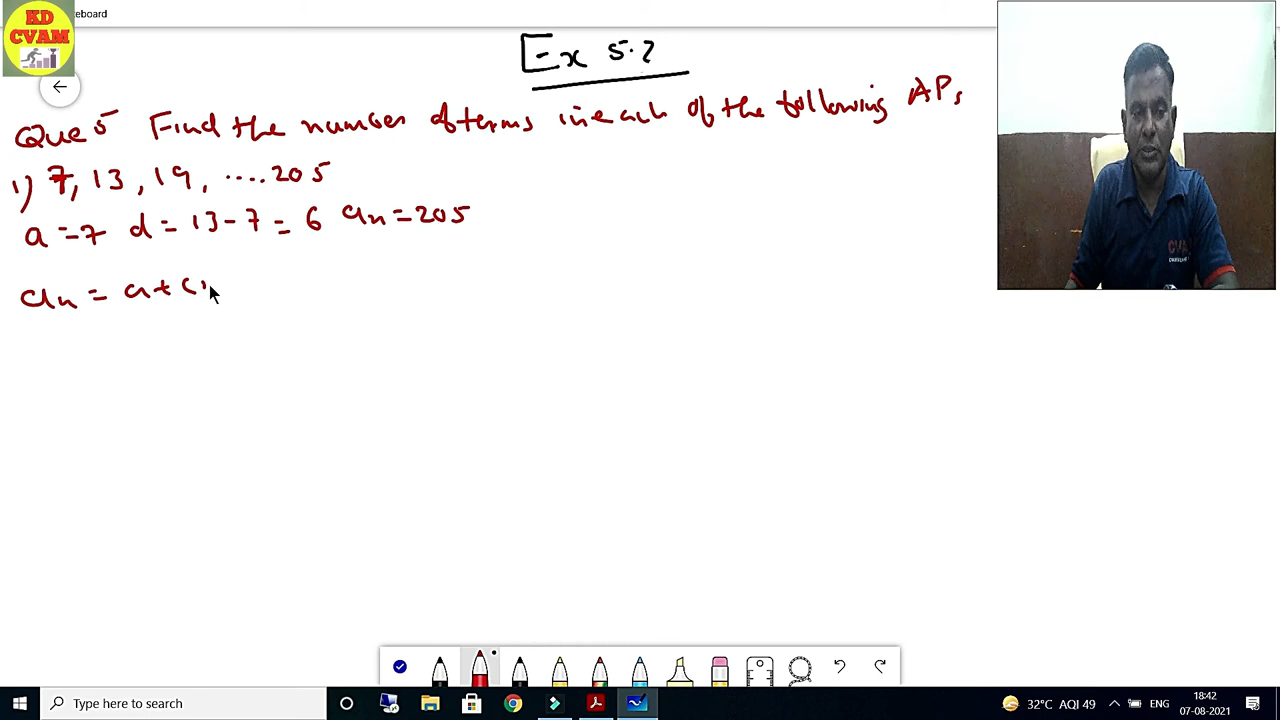 KD
CVAM
eboard
Ex 5.2
Que 5 Find the number of terms in each of the following APs
1) 7, 13, 19, ....205
a = 7 d = 13 - 7 = 6 an = 205
an = a + (
CVAM
Type here to search
32°C AQI 49
ENG
18:42
07-08-2021